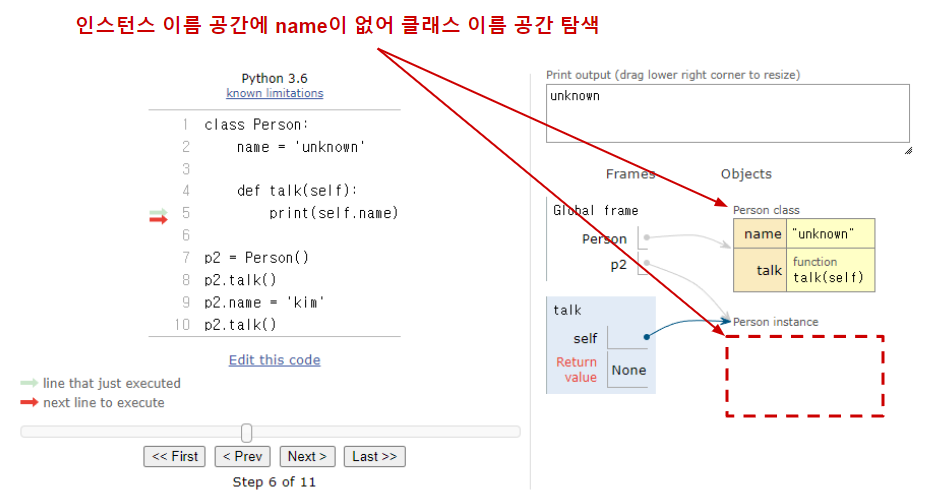 인스턴스 이름 공간에 name이 없어 클래스 이름 공간 탐색
Python 3.6
known limitations
1 class Person:
2     name = 'unknown'
3
4     def talk(self):
5         print(self.name)
6
7 p2 = Person()
8 p2.talk()
9 p2.name = 'kim'
10 p2.talk()
Edit this code
line that just executed
next line to execute
<< First < Prev Next > Last >>
Step 6 of 11
Print output (drag lower right corner to resize)
unknown
Frames Objects
Global frame
Person
p2
talk
self
Return
value None
Person class
name "unknown"
talk function
talk(self)
Person instance